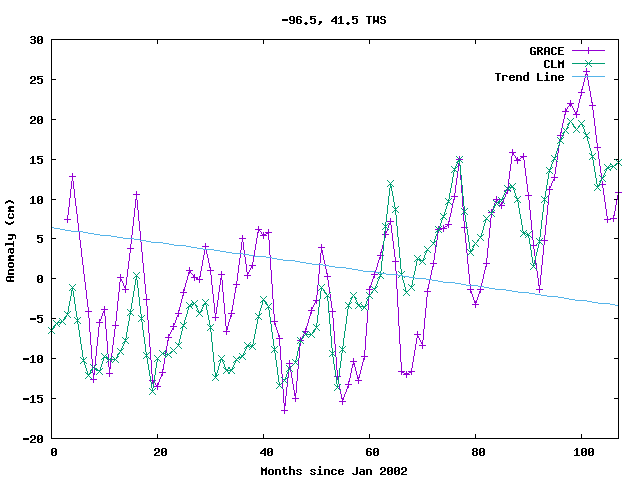 -96.5, 41.5 TWS
30
25
20
15
10
5
0
-5
-10
-15
-20
Anomaly (cm)
GRACE
CLM
Trend Line
0 20 40 60 80 100
Months since Jan 2002